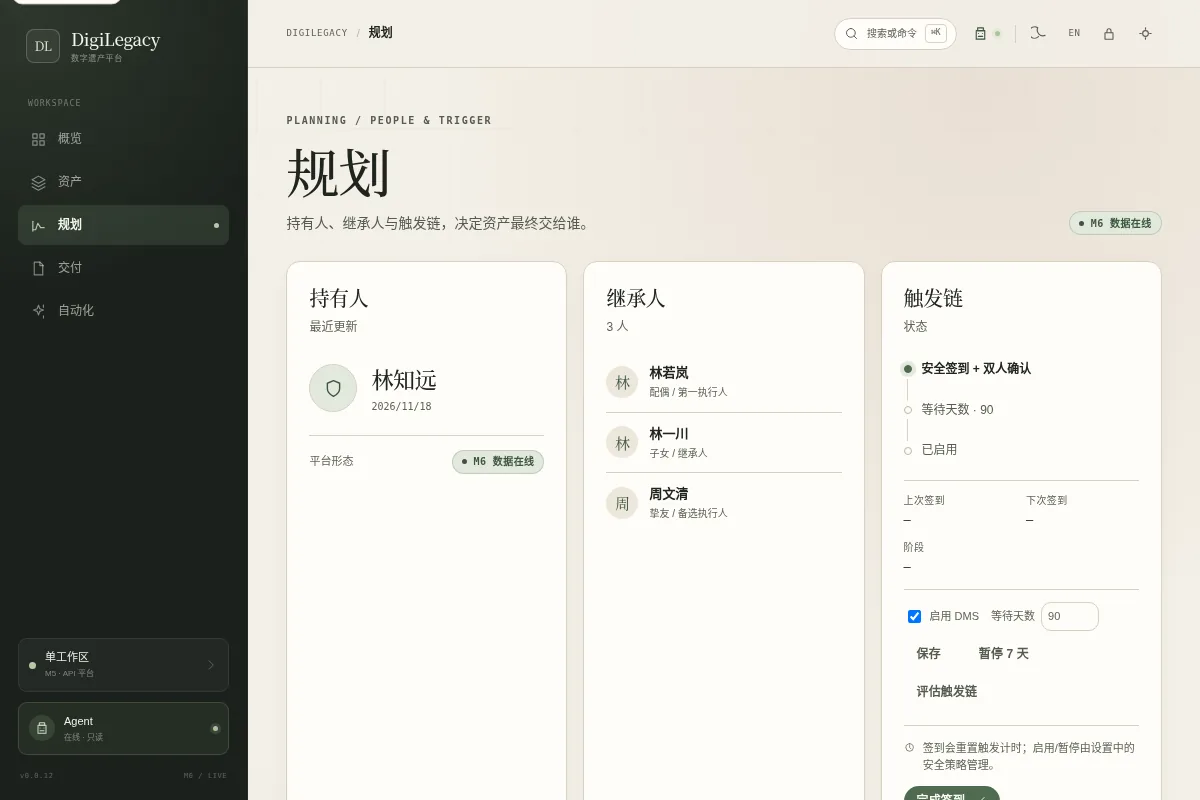 DL
DigiLegacy
数字遗产平台
WORKSPACE
概览
资产
规划
交付
自动化
单工作区
M5 · API 平台
Agent
在线 · 只读
v0.0.12
M0 / LIVE
DIGILEGACY / 规划
搜索或命令 ⌘K
EN
PLANNING / PEOPLE & TRIGGER
规划
持有人、继承人与触发链，决定资产最终交给谁。
M6 数据在线
持有人
最近更新
林知远
2026/11/18
平台形态
M6 数据在线
继承人
3 人
林
林若岚
配偶 / 第一执行人
林
林一川
子女 / 继承人
周
周文清
挚友 / 备选执行人
触发链
状态
安全签到 + 双人确认
等待天数 · 90
已启用
上次签到 下次签到
— —
阶段
—
启用 DMS 等待天数 90
保存 暂停 7 天
评估触发链
签到会重置触发计时；启用/暂停由设置中的
安全策略管理。
完成签到